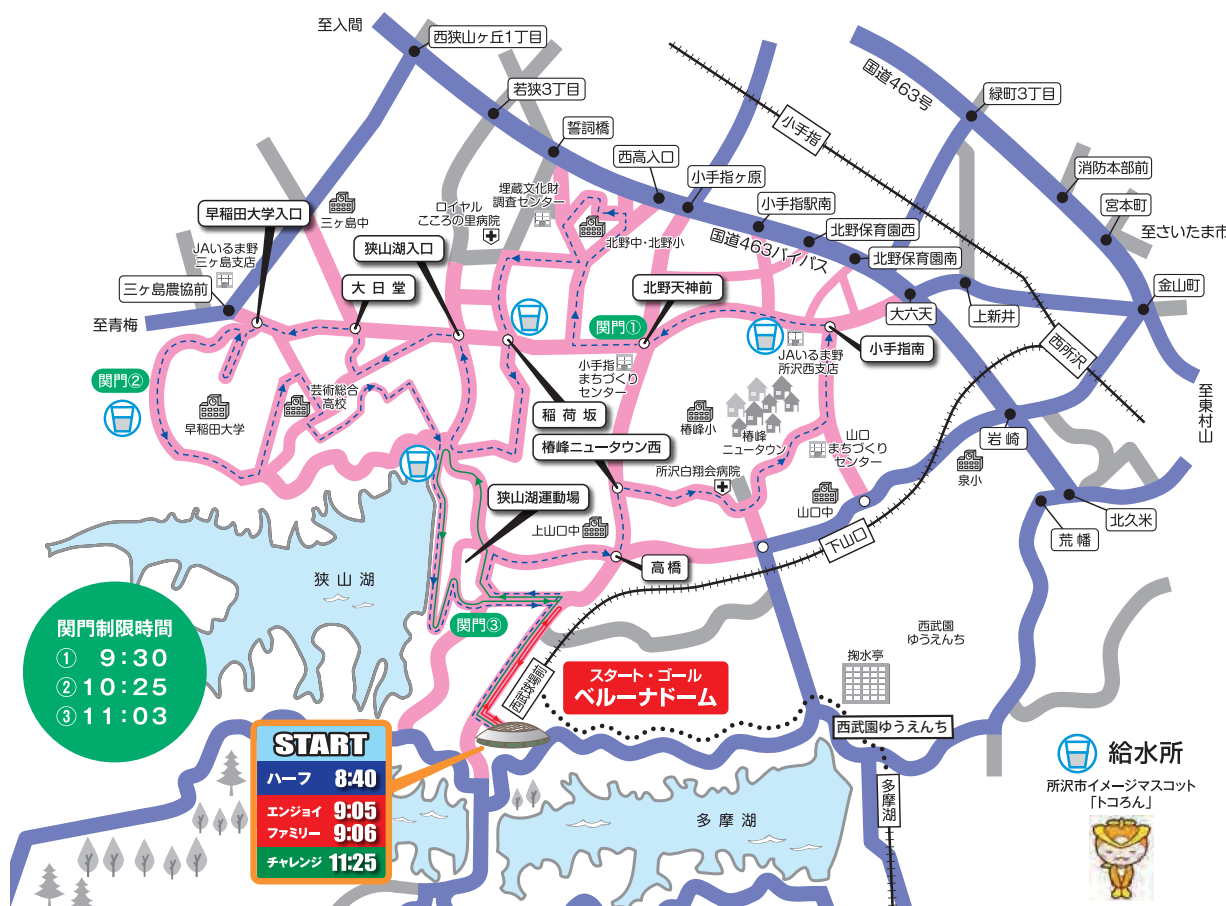 至入間
西狭山ヶ丘1丁目
若狭3丁目
誓詞橋
西高入口
小手指ヶ原
小手指
国道463号
緑町3丁目
消防本部前
宮本町
至さいたま市
小手指駅南
北野保育園西
国道463バイパス
北野保育園南
大六天
上新井
金山町
西所沢
至東村山
早稲田大学入口
三ヶ島中
JAいるま野
三ヶ島支店
三ヶ島農協前
至青梅
大日堂
狭山湖入口
ロイヤル
こころの里病院
埋蔵文化財
調査センター
北野中・北野小
北野天神前
関門①
小手指
まちづくり
センター
JAいるま野
所沢西支店
小手指南
関門②
早稲田大学
芸術総合
高校
稲荷坂
椿峰ニュータウン西
椿峰小
椿峰
ニュータウン
山口
まちづくり
センター
所沢白翔会病院
山口中
岩崎
泉小
北久米
荒幡
狭山湖運動場
上山口中
高橋
下山口
狭山湖
関門③
関門制限時間
① 9:30
② 10:25
③ 11:03
西武球場前
スタート・ゴール
ベルーナドーム
西武園
ゆうえんち
掬水亭
西武園ゆうえんち
多摩湖
多摩湖
START
ハーフ 8:40
エンジョイ 9:05
ファミリー 9:06
チャレンジ 11:25
給水所
所沢市イメージマスコット
「トコろん」